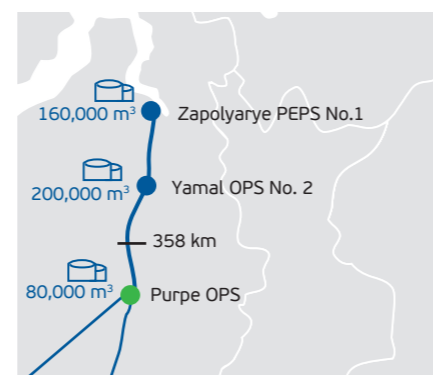 160,000 m³ Zapolyarye PEPS No.1
200,000 m³ Yamal OPS No. 2
358 km
80,000 m³ Purpe OPS